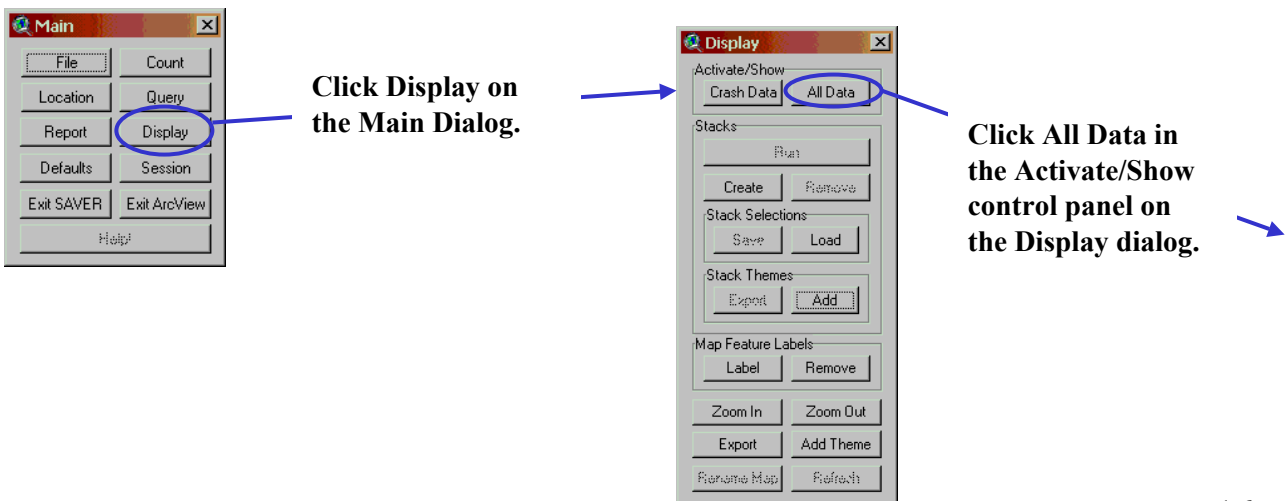 Main
File Count
Location Query
Report Display
Defaults Session
Exit SAVER Exit ArcView
Help!
Click Display on
the Main Dialog.
Display
Activate/Show
Crash Data All Data
Stacks
Run
Create Remove
Stack Selections
Save Load
Stack Themes
Export Add
Map Feature Labels
Label Remove
Zoom In Zoom Out
Export Add Theme
Rename Map Refresh
Click All Data in
the Activate/Show
control panel on
the Display dialog.